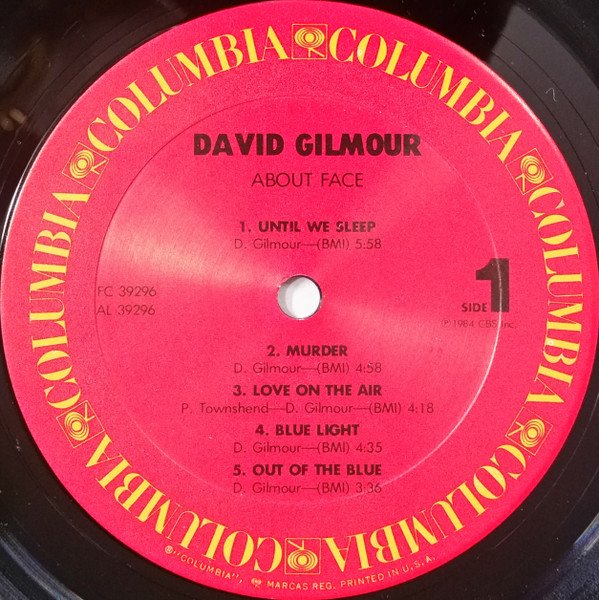 COLUMBIA COLUMBIA COLUMBIA COLUMBIA COLUMBIA COLUMBIA
DAVID GILMOUR
ABOUT FACE
1. UNTIL WE SLEEP
D. Gilmour—(BMI) 5:58
FC 39296
AL 39296
SIDE 1
Ⓟ 1984 CBS Inc.
2. MURDER
D. Gilmour—(BMI) 4:58
3. LOVE ON THE AIR
P. Townshend—D. Gilmour—(BMI) 4:18
4. BLUE LIGHT
D. Gilmour—(BMI) 4:35
5. OUT OF THE BLUE
D. Gilmour—(BMI) 3:36
®"COLUMBIA", MARCAS REG. PRINTED IN U.S.A.